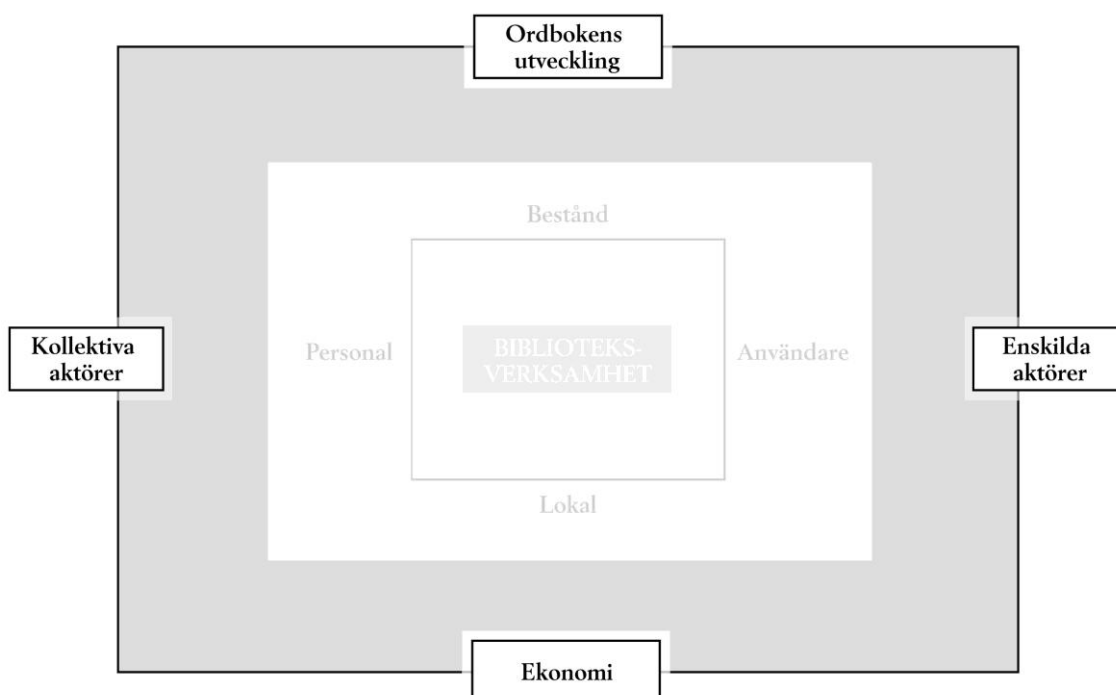 Ordbokens
utveckling
Bestånd
Kollektiva
aktörer
Personal
BIBLIOTEKS-
VERKSAMHET
Användare
Enskilda
aktörer
Lokal
Ekonomi